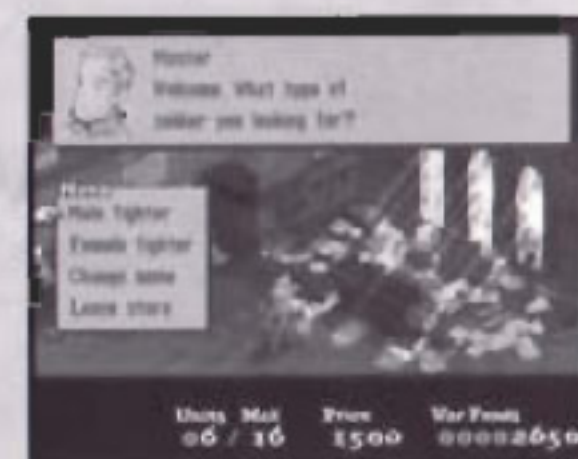 Master
Welcome. What type of
soldier you looking for?
Male fighter
Female fighter
Change name
Leave store
Units Max Price War Funds
06 / 16 1500 000002650